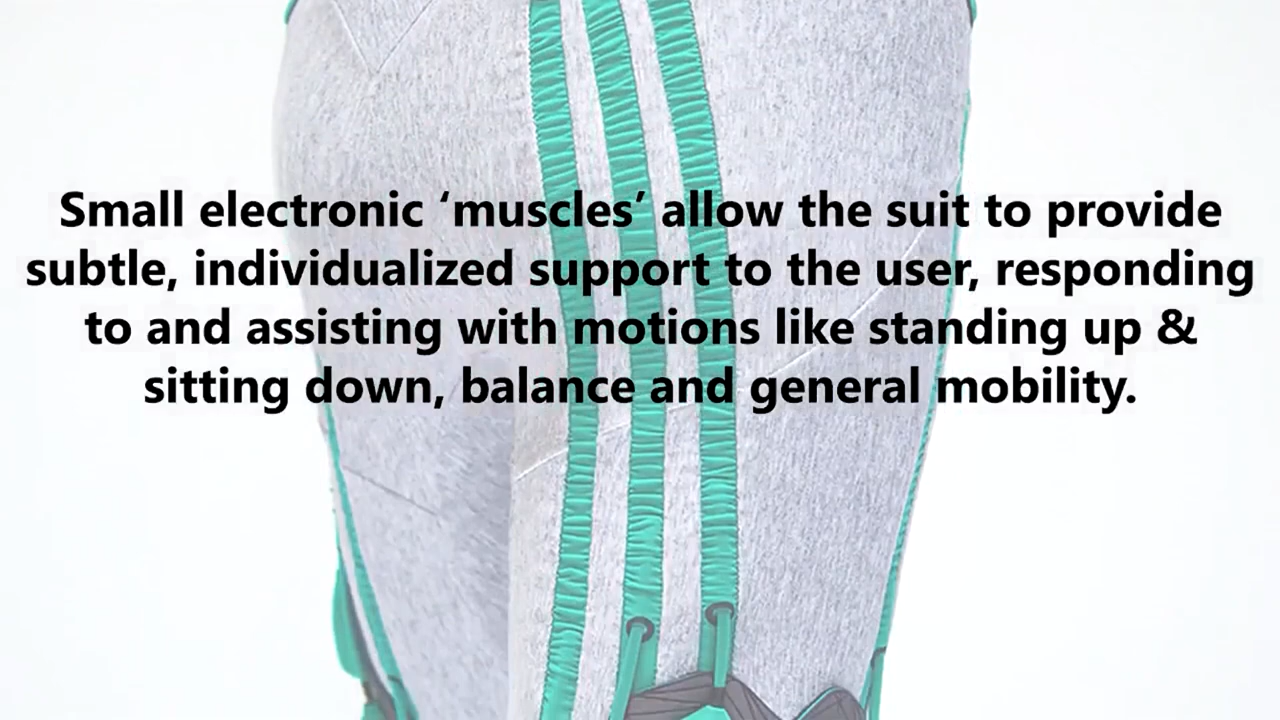 Small electronic ‘muscles’ allow the suit to provide
subtle, individualized support to the user, responding
to and assisting with motions like standing up &
sitting down, balance and general mobility.